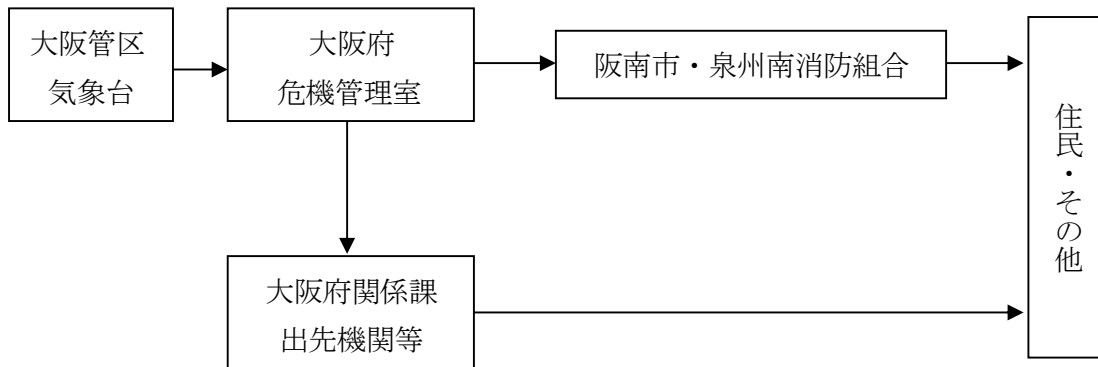 大阪管区
気象台
大阪府
危機管理室
阪南市・泉州南消防組合
住民・その他
大阪府関係課
出先機関等